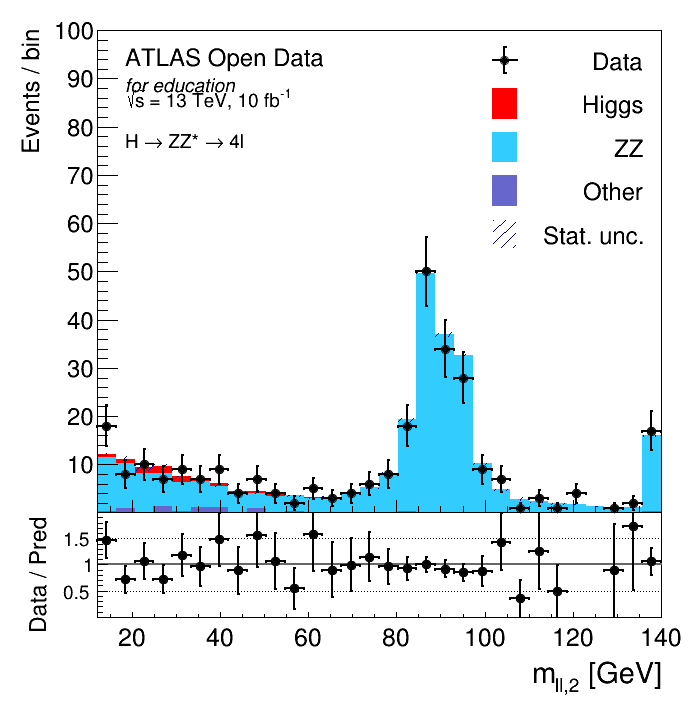 100
90
80
70
60
50
40
30
20
10
Events / bin
ATLAS Open Data
for education
√s = 13 TeV, 10 fb-1
H → ZZ* → 4l
Data
Higgs
ZZ
Other
Stat. unc.
Data / Pred
1.5
1
0.5
20 40 60 80 100 120 140
mll,2 [GeV]